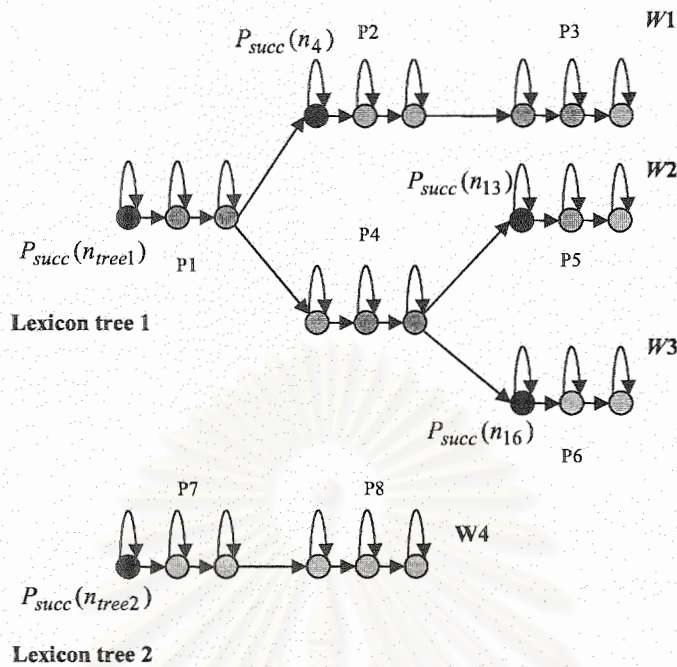 W1
P_succ(n_4)
P2
P3
P_succ(n_13)
W2
P_succ(n_tree1)
P1
P4
P5
Lexicon tree 1
W3
P_succ(n_16)
P6
P7
P8
W4
P_succ(n_tree2)
Lexicon tree 2